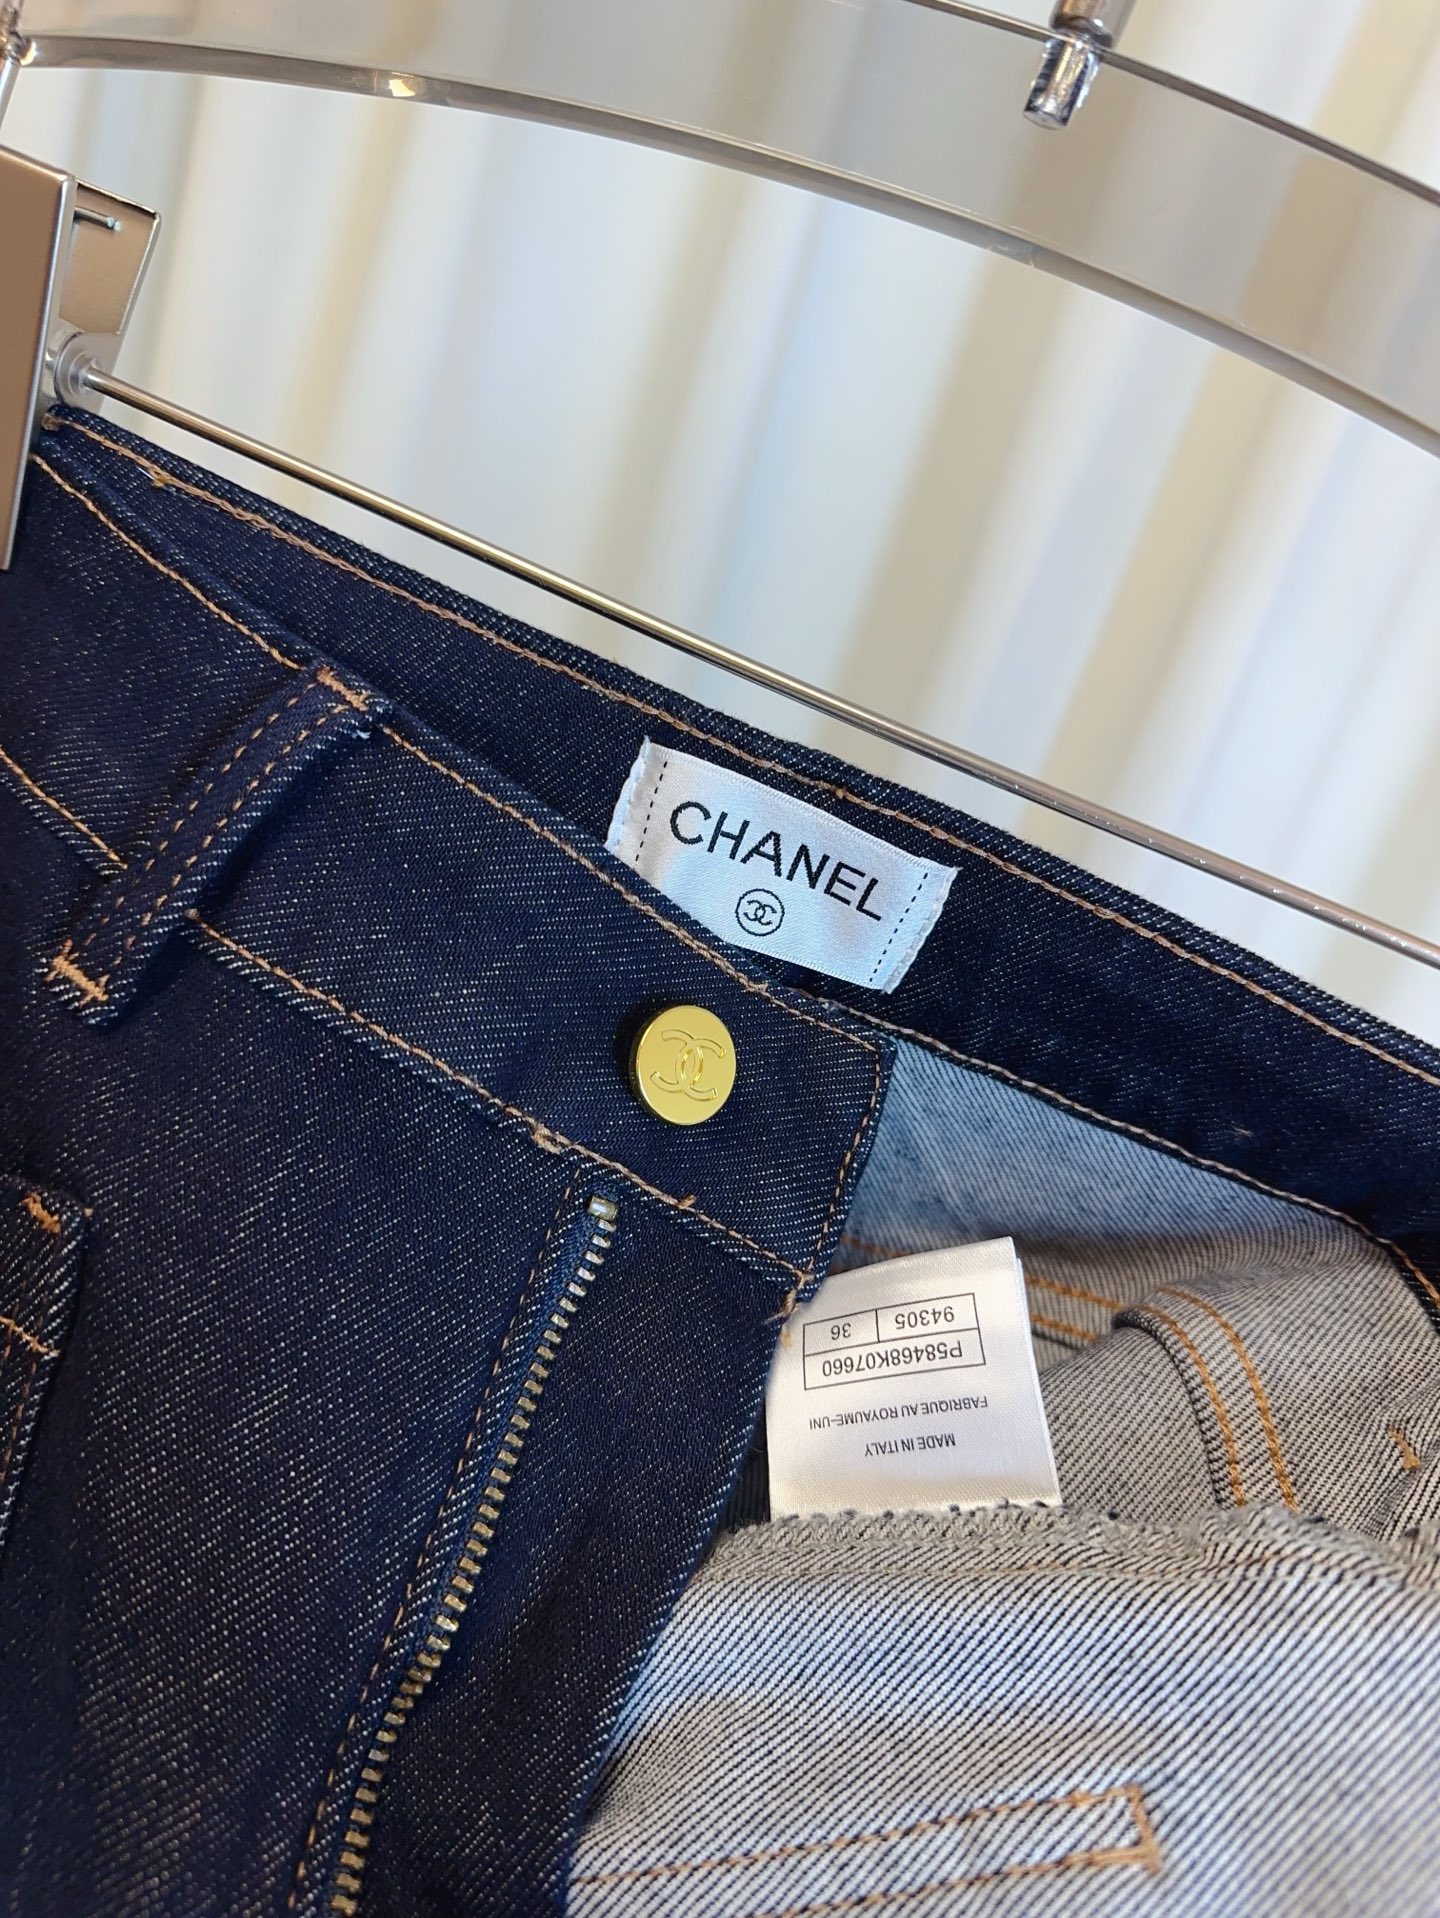 CHANEL
P58468K07660
94305 36
FABRIQUE AU ROYAUME-UNI
MADE IN ITALY